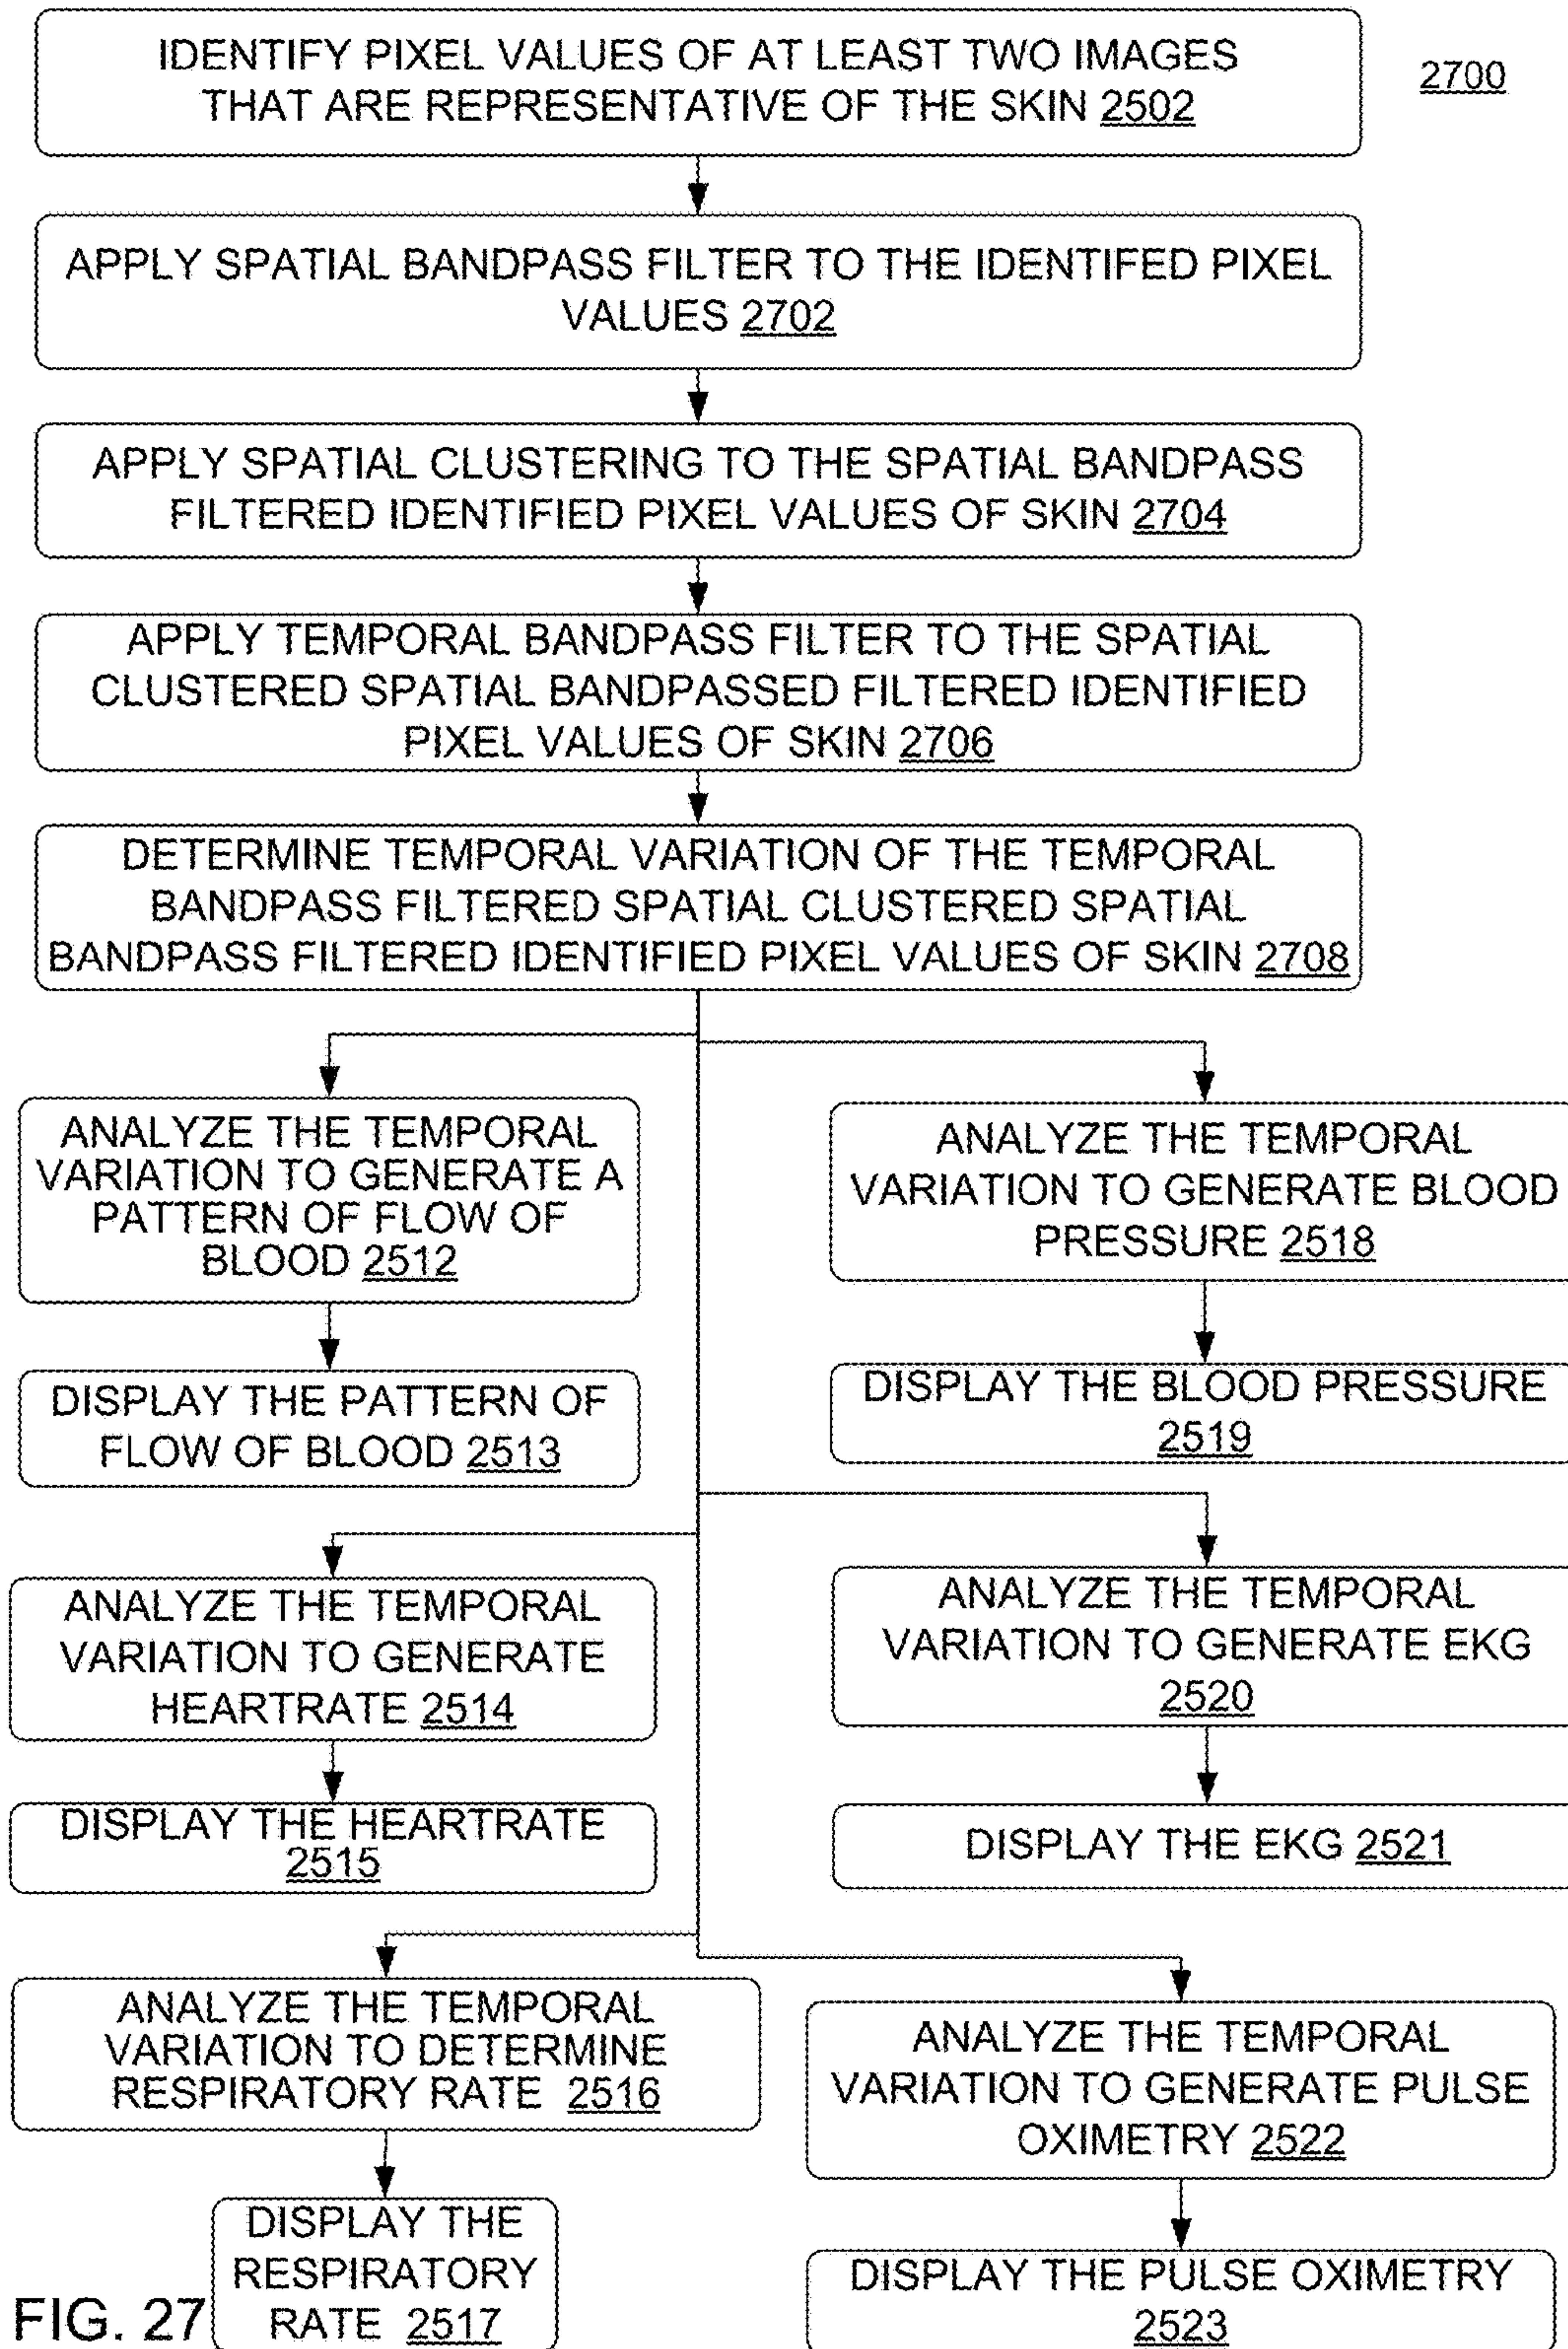 IDENTIFY PIXEL VALUES OF AT LEAST TWO IMAGES
THAT ARE REPRESENTATIVE OF THE SKIN 2502
2700
APPLY SPATIAL BANDPASS FILTER TO THE IDENTIFED PIXEL
VALUES 2702
APPLY SPATIAL CLUSTERING TO THE SPATIAL BANDPASS
FILTERED IDENTIFIED PIXEL VALUES OF SKIN 2704
APPLY TEMPORAL BANDPASS FILTER TO THE SPATIAL
CLUSTERED SPATIAL BANDPASSED FILTERED IDENTIFIED
PIXEL VALUES OF SKIN 2706
DETERMINE TEMPORAL VARIATION OF THE TEMPORAL
BANDPASS FILTERED SPATIAL CLUSTERED SPATIAL
BANDPASS FILTERED IDENTIFIED PIXEL VALUES OF SKIN 2708
ANALYZE THE TEMPORAL
VARIATION TO GENERATE A
PATTERN OF FLOW OF
BLOOD 2512
ANALYZE THE TEMPORAL
VARIATION TO GENERATE BLOOD
PRESSURE 2518
DISPLAY THE PATTERN OF
FLOW OF BLOOD 2513
DISPLAY THE BLOOD PRESSURE
2519
ANALYZE THE TEMPORAL
VARIATION TO GENERATE
HEARTRATE 2514
ANALYZE THE TEMPORAL
VARIATION TO GENERATE EKG
2520
DISPLAY THE HEARTRATE
2515
DISPLAY THE EKG 2521
ANALYZE THE TEMPORAL
VARIATION TO DETERMINE
RESPIRATORY RATE 2516
ANALYZE THE TEMPORAL
VARIATION TO GENERATE PULSE
OXIMETRY 2522
DISPLAY THE
RESPIRATORY
RATE 2517
DISPLAY THE PULSE OXIMETRY
2523
FIG. 27